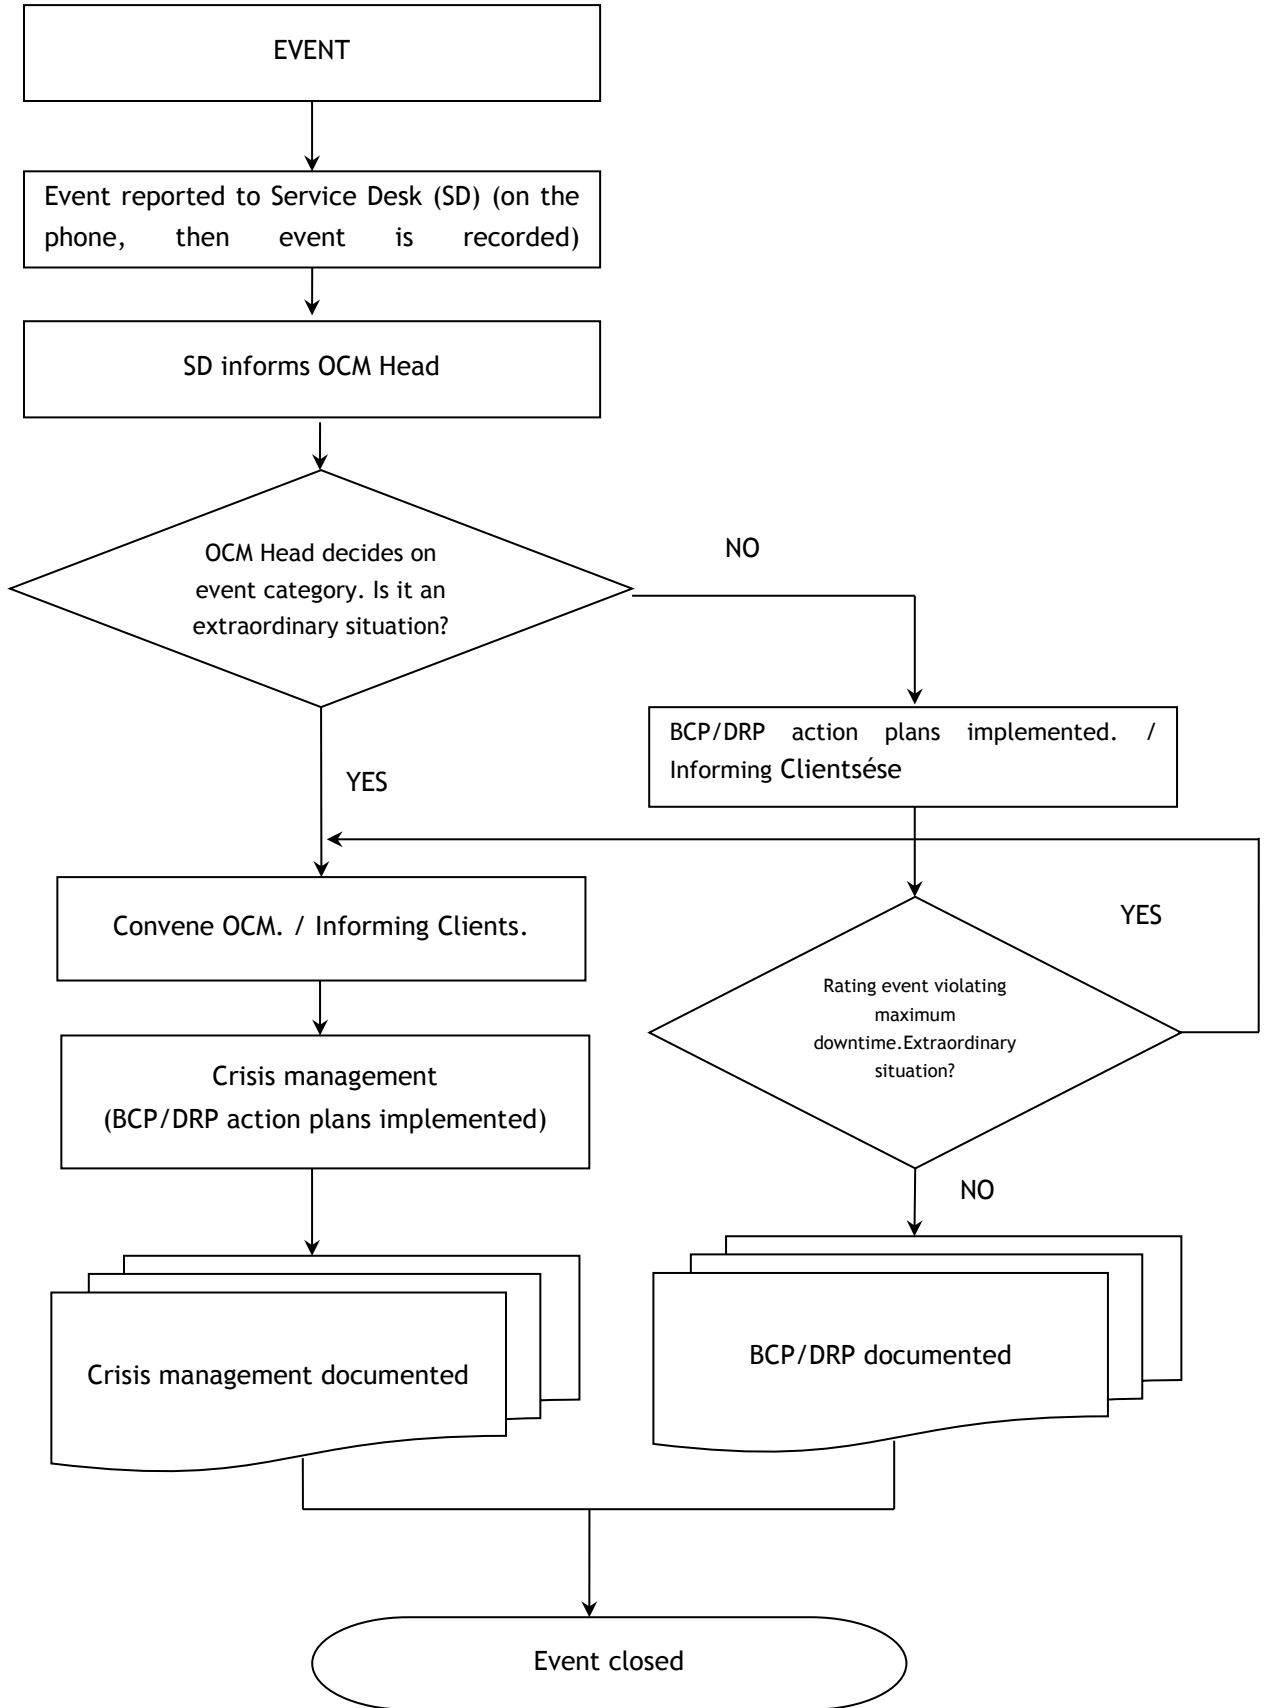 EVENT
Event reported to Service Desk (SD) (on the
phone, then event is recorded)
SD informs OCM Head
OCM Head decides on
event category. Is it an
extraordinary situation?
NO
BCP/DRP action plans implemented. /
Informing Clientsése
YES
Convene OCM. / Informing Clients.
YES
Rating event violating
maximum
downtime.Extraordinary
situation?
Crisis management
(BCP/DRP action plans implemented)
NO
Crisis management documented
BCP/DRP documented
Event closed